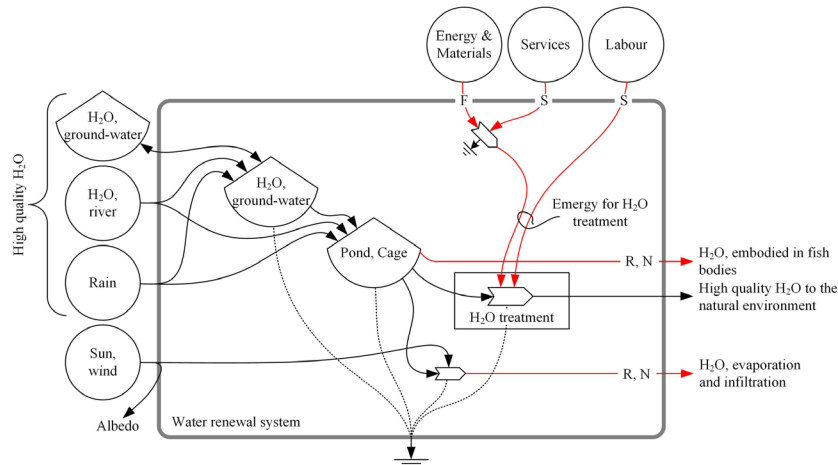 Energy &
Materials
Services
Labour
F
S
S
High quality H₂O
H₂O,
ground-water
H₂O,
river
Rain
Sun,
wind
Albedo
H₂O,
ground-water
Pond, Cage
Emergy for H₂O
treatment
H₂O treatment
R, N
H₂O, embodied in fish
bodies
High quality H₂O to the
natural environment
R, N
H₂O, evaporation
and infiltration
Water renewal system